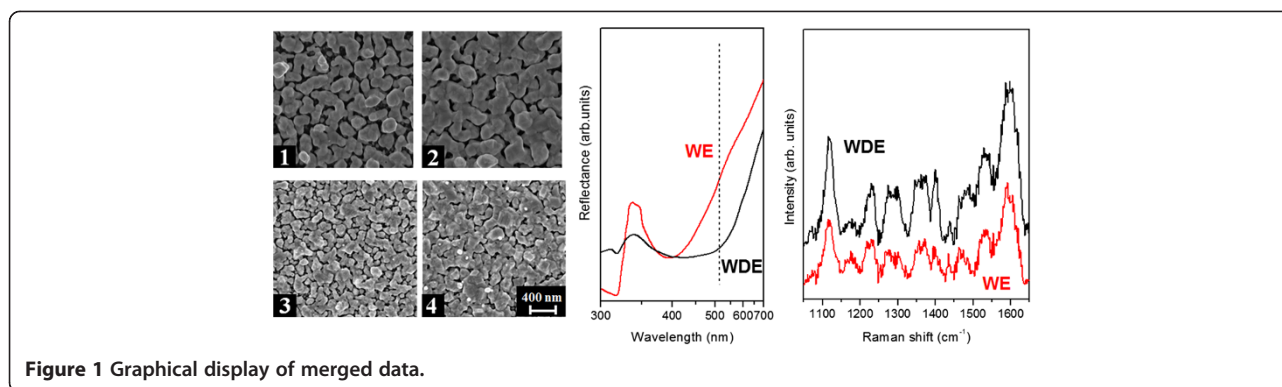 1
2
3
4
400 nm
Reflectance (arb.units)
WE
WDE
300
400
500
600700
Wavelength (nm)
Intensity (arb. units)
WDE
WE
1100
1200
1300
1400
1500
1600
Raman shift (cm⁻¹)
Figure 1 Graphical display of merged data.